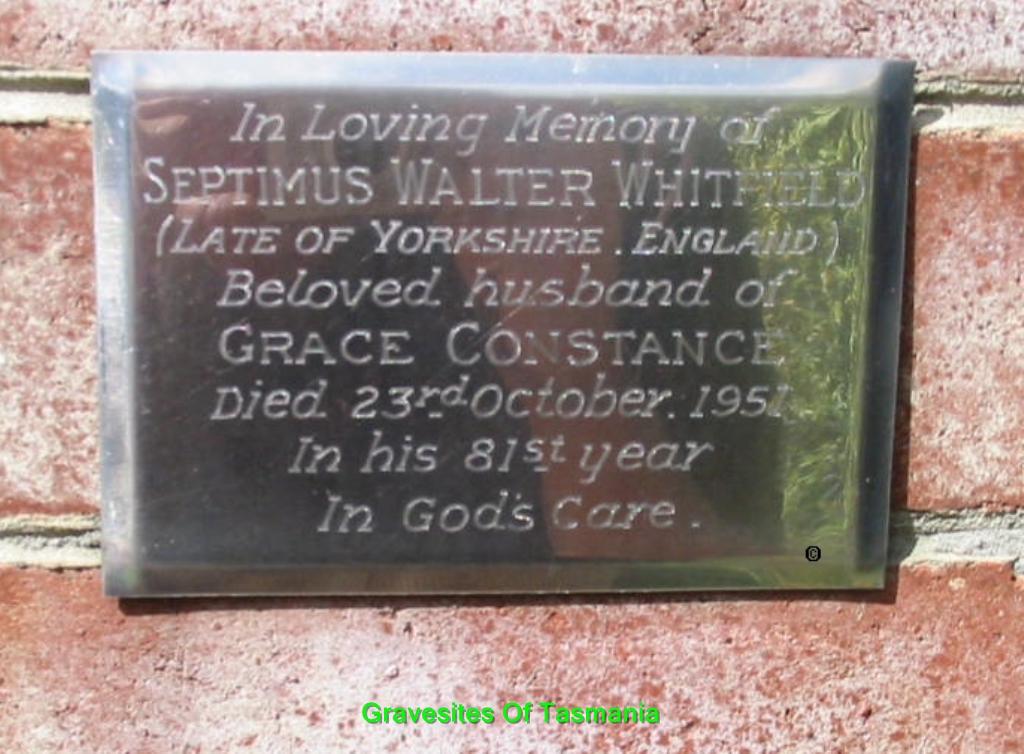 In Loving Memory of
SEPTIMUS WALTER WHITFIELD
(LATE OF YORKSHIRE. ENGLAND)
Beloved husband of
GRACE CONSTANCE
Died 23rd October. 1951.
In his 81st year
In God's Care.
©
Gravesites Of Tasmania